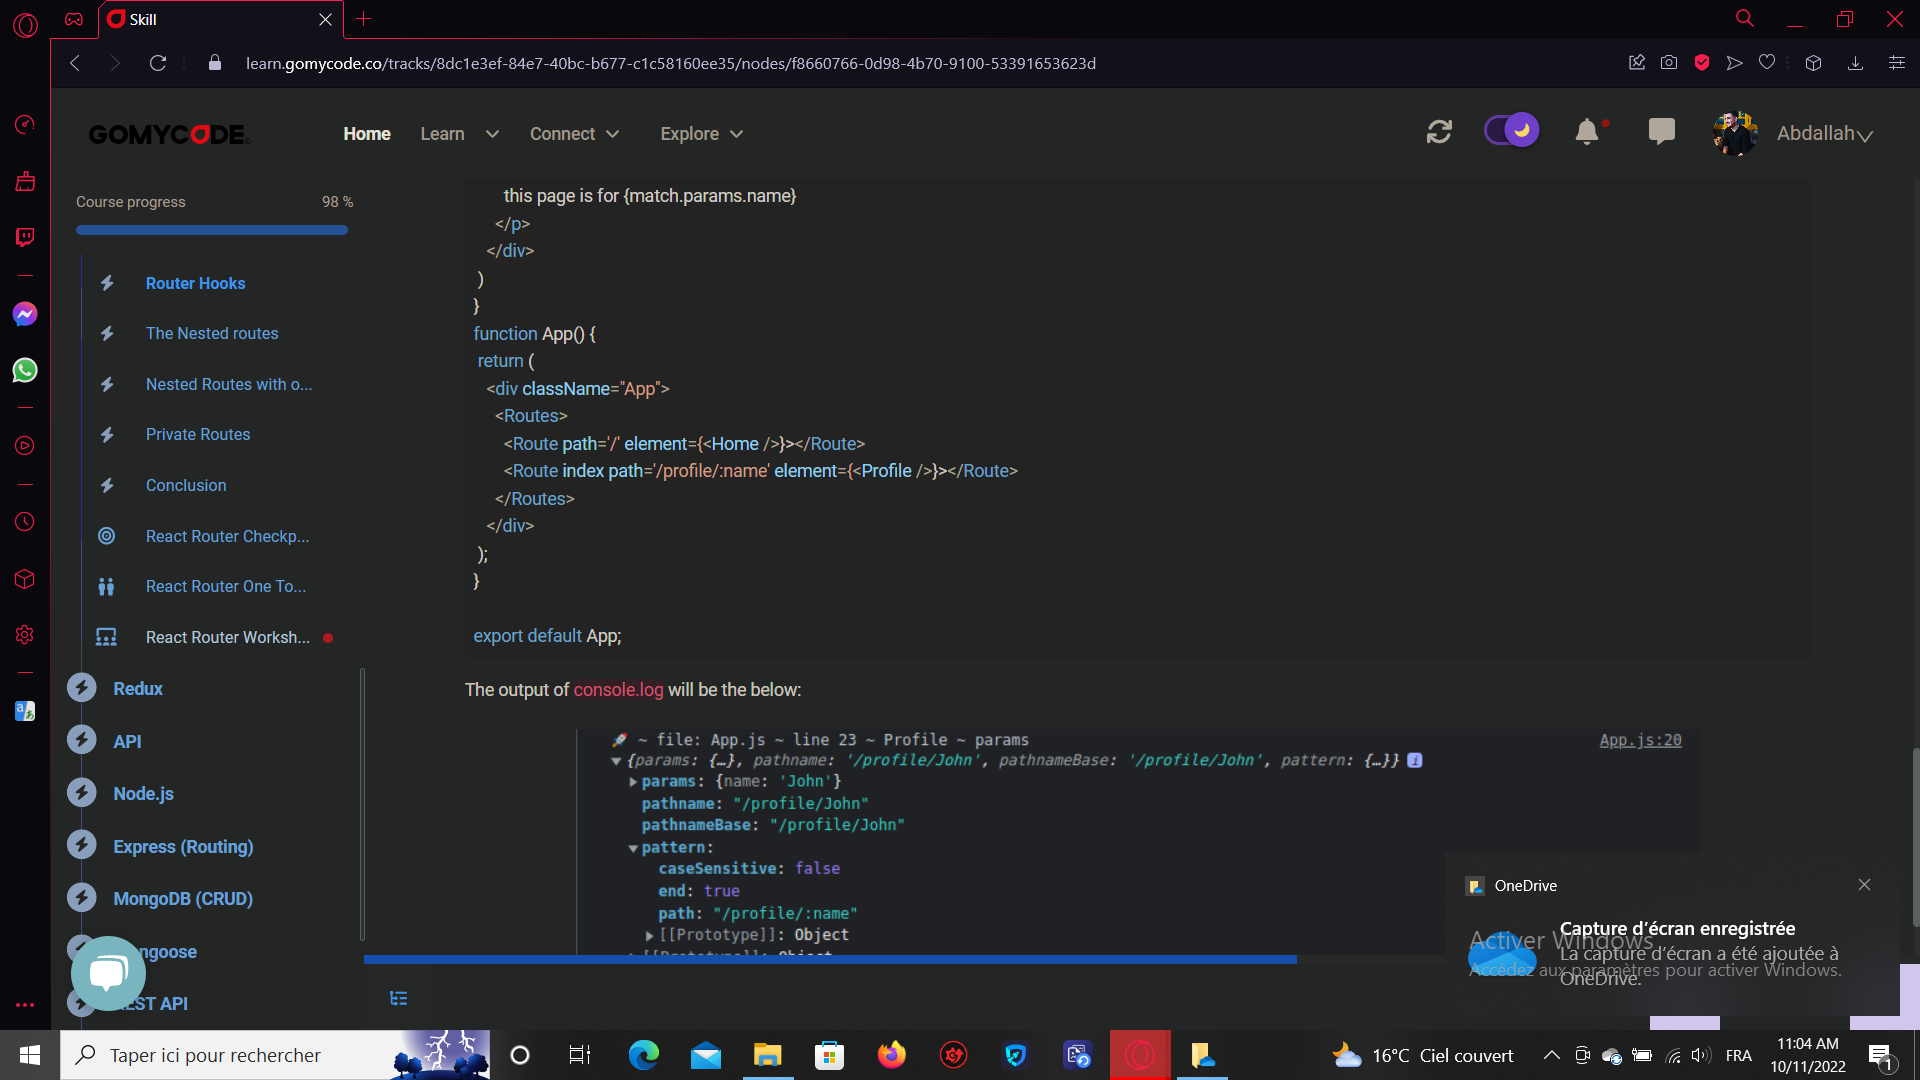 Skill
learn.gomycode.co/tracks/8dc1e3ef-84e7-40bc-b677-c1c58160ee35/nodes/f8660766-0d98-4b70-9100-53391653623d
GOMYCODE
Home
Learn
Connect
Explore
Abdallah
Course progress
98 %
Router Hooks
The Nested routes
Nested Routes with o...
Private Routes
Conclusion
React Router Checkp...
React Router One To...
React Router Worksh...
Redux
API
Node.js
Express (Routing)
MongoDB (CRUD)
ngoose
EST API
this page is for {match.params.name}
</p>
</div>
)
}
function App() {
return (
<div className="App">
<Routes>
<Route path='/' element={<Home />}></Route>
<Route index path='/profile/:name' element={<Profile />}></Route>
</Routes>
</div>
);
}
export default App;
The output of console.log will be the below:
~ file: App.js ~ line 23 ~ Profile ~ params
App.js:20
{params: {…}, pathname: '/profile/John', pathnameBase: '/profile/John', pattern: {…}} i
params: {name: 'John'}
pathname: "/profile/John"
pathnameBase: "/profile/John"
pattern:
caseSensitive: false
end: true
path: "/profile/:name"
[[Prototype]]: Object
[[Prototype]]: Object
OneDrive
Capture d'écran enregistrée
La capture d'écran a été ajoutée à
OneDrive.
Activer Windows
Accédez aux paramètres pour activer Windows.
Taper ici pour rechercher
16°C Ciel couvert
FRA
11:04 AM
10/11/2022
1